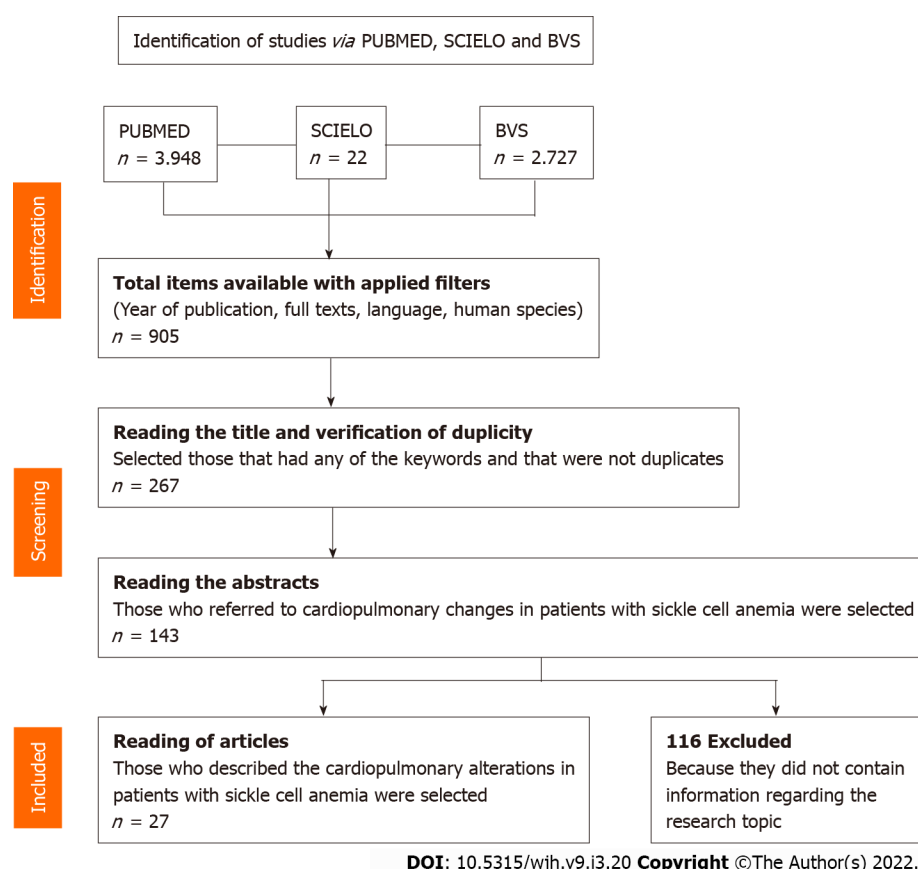 Identification of studies via PUBMED, SCIELO and BVS
PUBMED
n = 3.948
SCIELO
n = 22
BVS
n = 2.727
Identification
Total items available with applied filters
(Year of publication, full texts, language, human species)
n = 905
Reading the title and verification of duplicity
Selected those that had any of the keywords and that were not duplicates
n = 267
Screening
Reading the abstracts
Those who referred to cardiopulmonary changes in patients with sickle cell anemia were selected
n = 143
Included
Reading of articles
Those who described the cardiopulmonary alterations in
patients with sickle cell anemia were selected
n = 27
116 Excluded
Because they did not contain
information regarding the
research topic
DOI: 10.5315/wjh.v9.i3.20 Copyright ©The Author(s) 2022.